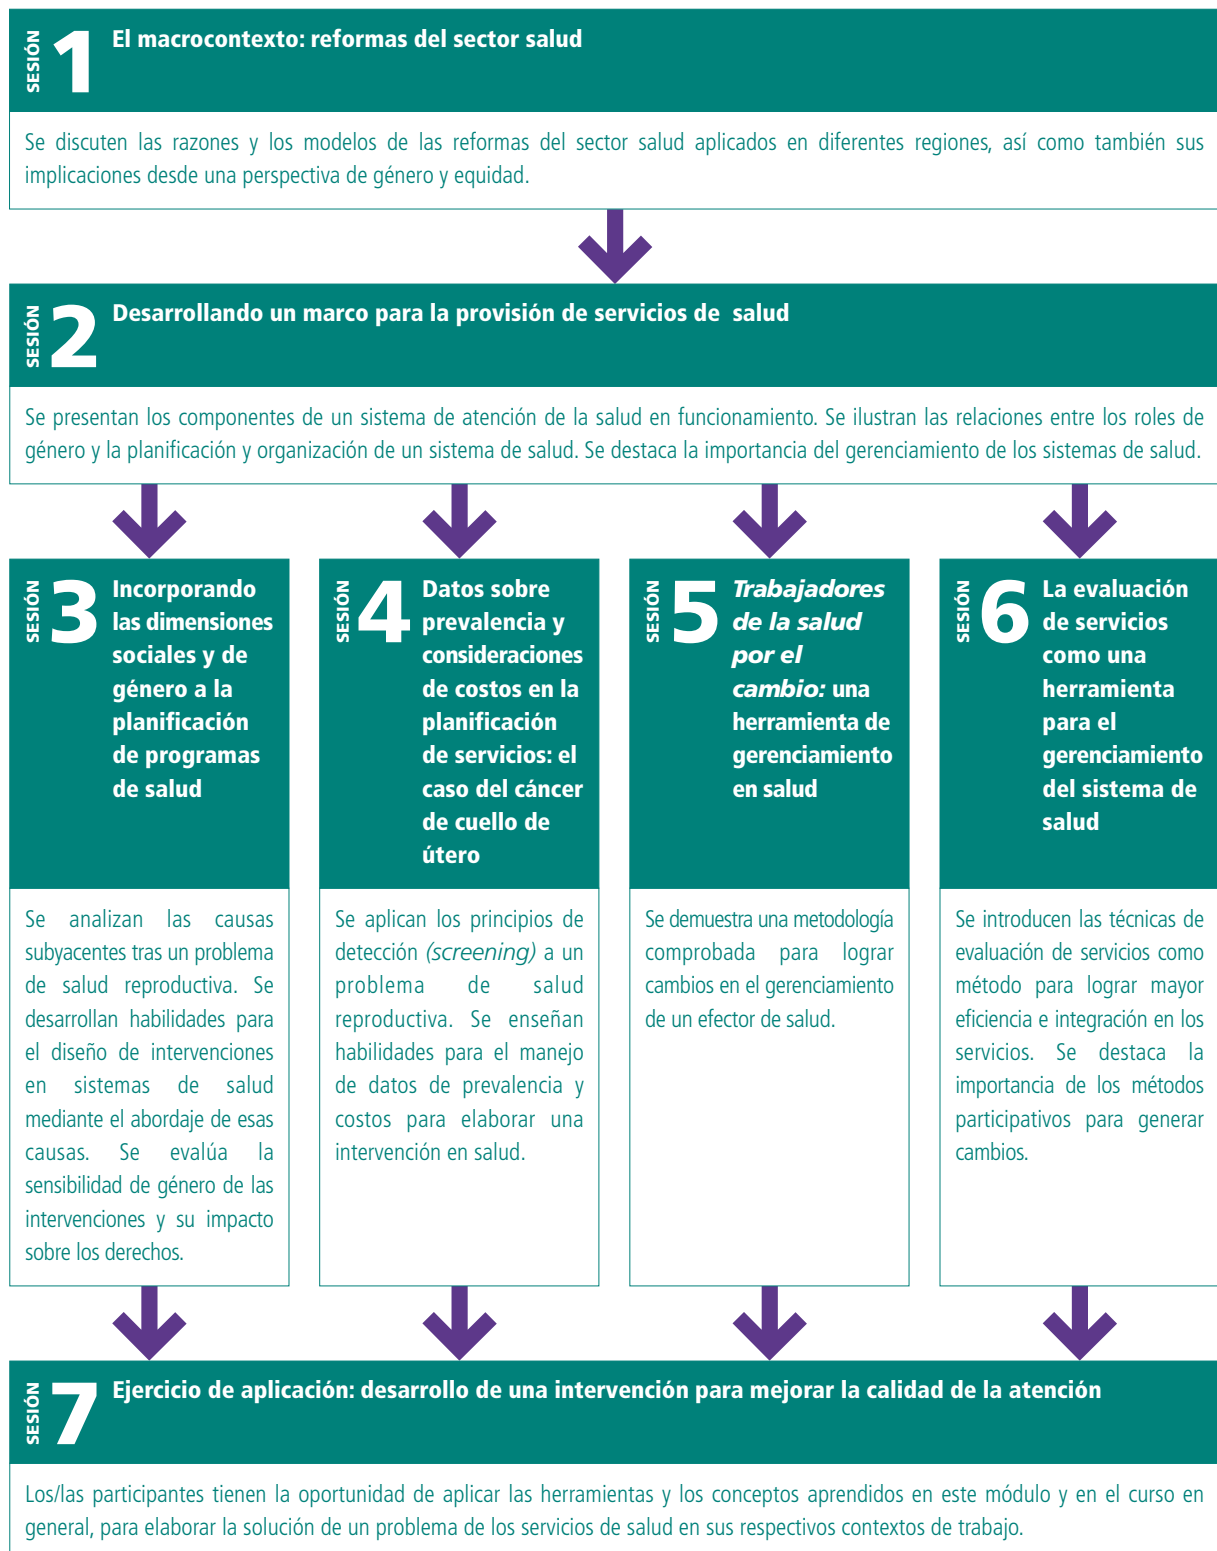 SESIÓN 1 El macrocontexto: reformas del sector salud
Se discuten las razones y los modelos de las reformas del sector salud aplicados en diferentes regiones, así como también sus
implicaciones desde una perspectiva de género y equidad.
SESIÓN 2 Desarrollando un marco para la provisión de servicios de salud
Se presentan los componentes de un sistema de atención de la salud en funcionamiento. Se ilustran las relaciones entre los roles de
género y la planificación y organización de un sistema de salud. Se destaca la importancia del gerenciamiento de los sistemas de salud.
SESIÓN 3 Incorporando
las dimensiones
sociales y de
género a la
planificación
de programas
de salud
Se analizan las causas
subyacentes tras un problema
de salud reproductiva. Se
desarrollan habilidades para
el diseño de intervenciones
en sistemas de salud
mediante el abordaje de esas
causas. Se evalúa la
sensibilidad de género de las
intervenciones y su impacto
sobre los derechos.
SESIÓN 4 Datos sobre
prevalencia y
consideraciones
de costos en la
planificación
de servicios: el
caso del cáncer
de cuello de
útero
Se aplican los principios de
detección (screening) a un
problema de salud
reproductiva. Se enseñan
habilidades para el manejo
de datos de prevalencia y
costos para elaborar una
intervención en salud.
SESIÓN 5 Trabajadores
de la salud
por el
cambio: una
herramienta de
gerenciamiento
en salud
Se demuestra una metodología
comprobada para lograr
cambios en el gerenciamiento
de un efector de salud.
SESIÓN 6 La evaluación
de servicios
como una
herramienta
para el
gerenciamiento
del sistema de
salud
Se introducen las técnicas de
evaluación de servicios como
método para lograr mayor
eficiencia e integración en los
servicios. Se destaca la
importancia de los métodos
participativos para generar
cambios.
SESIÓN 7 Ejercicio de aplicación: desarrollo de una intervención para mejorar la calidad de la atención
Los/las participantes tienen la oportunidad de aplicar las herramientas y los conceptos aprendidos en este módulo y en el curso en
general, para elaborar la solución de un problema de los servicios de salud en sus respectivos contextos de trabajo.